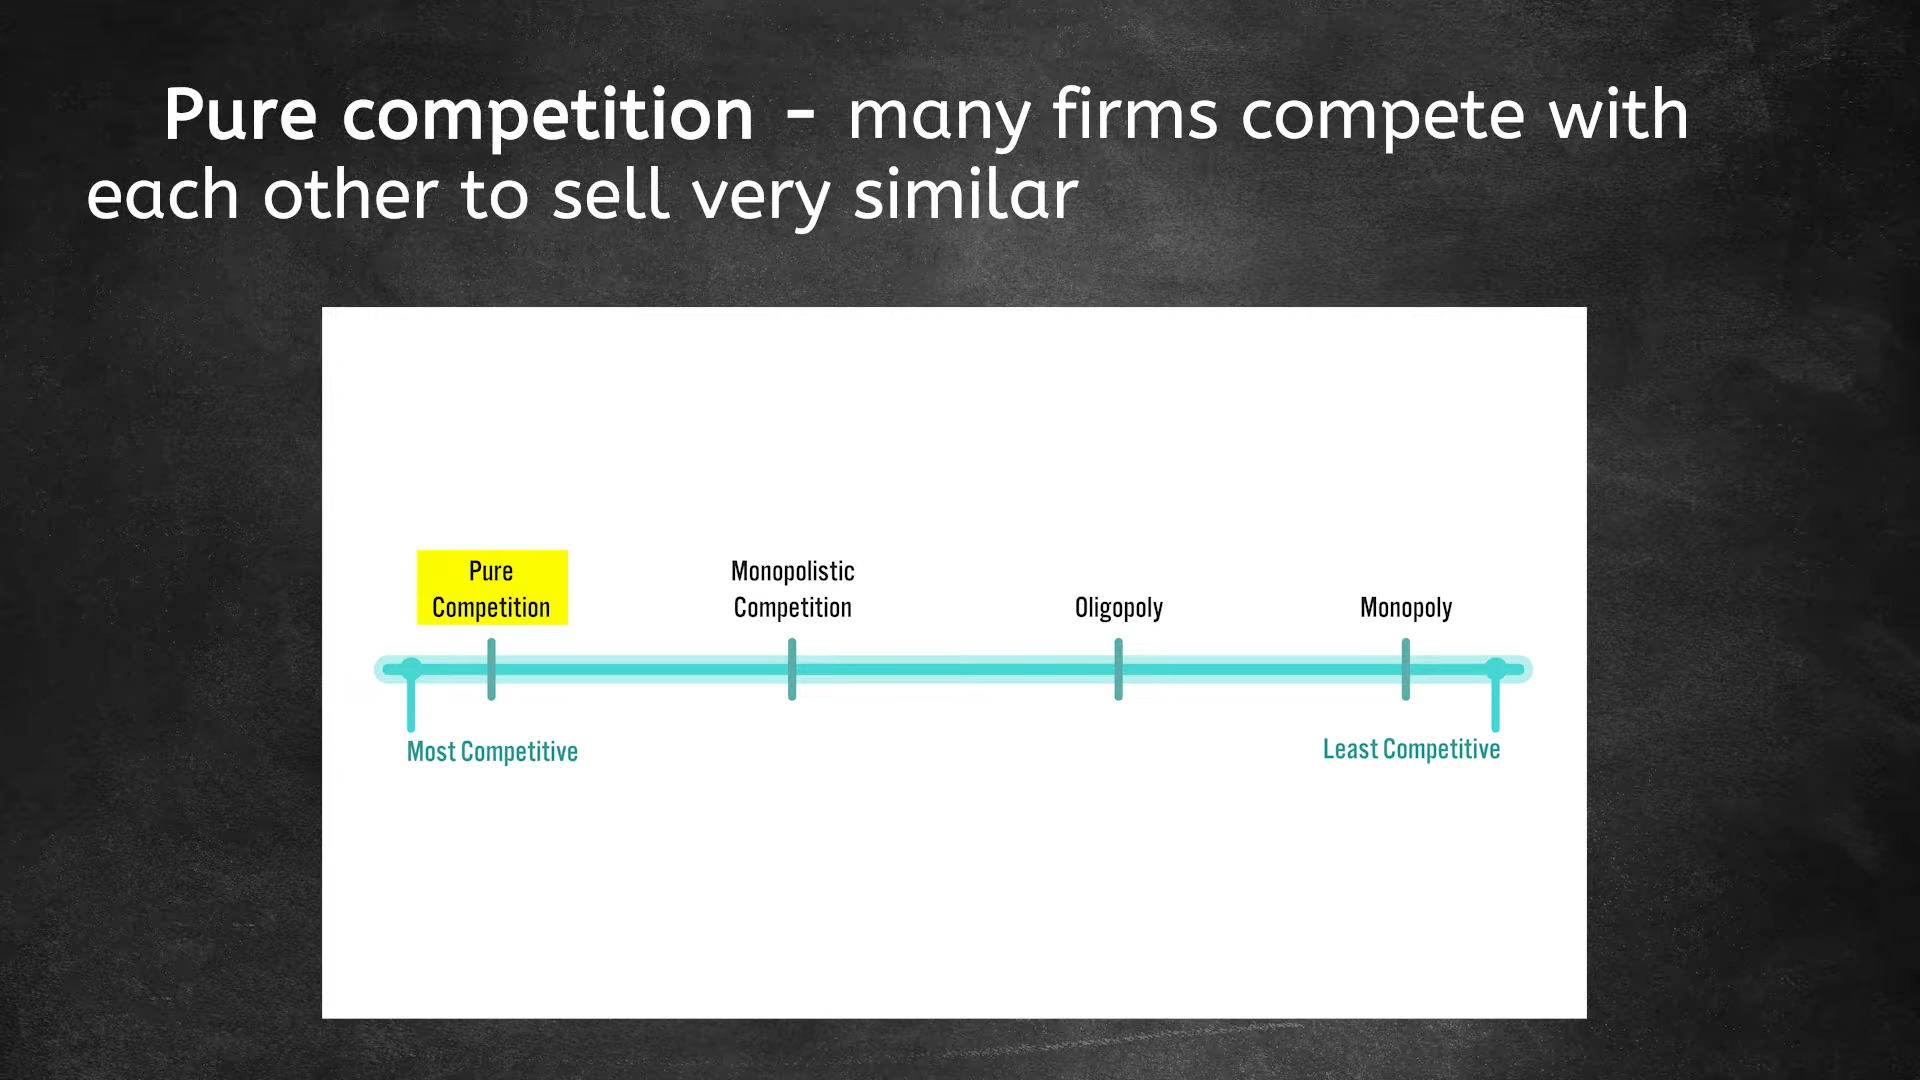 Pure competition - many firms compete with
each other to sell very similar
Pure
Competition
Monopolistic
Competition
Oligopoly
Monopoly
Most Competitive
Least Competitive